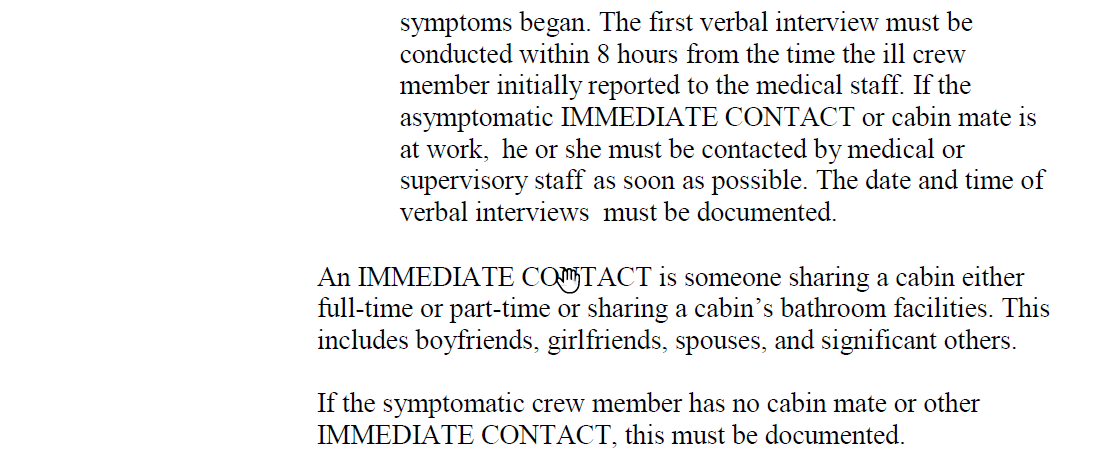 symptoms began. The first verbal interview must be
conducted within 8 hours from the time the ill crew
member initially reported to the medical staff. If the
asymptomatic IMMEDIATE CONTACT or cabin mate is
at work,  he or she must be contacted by medical or
supervisory staff as soon as possible. The date and time of
verbal interviews  must be documented.
An IMMEDIATE CONTACT is someone sharing a cabin either
full-time or part-time or sharing a cabin’s bathroom facilities. This
includes boyfriends, girlfriends, spouses, and significant others.
If the symptomatic crew member has no cabin mate or other
IMMEDIATE CONTACT, this must be documented.